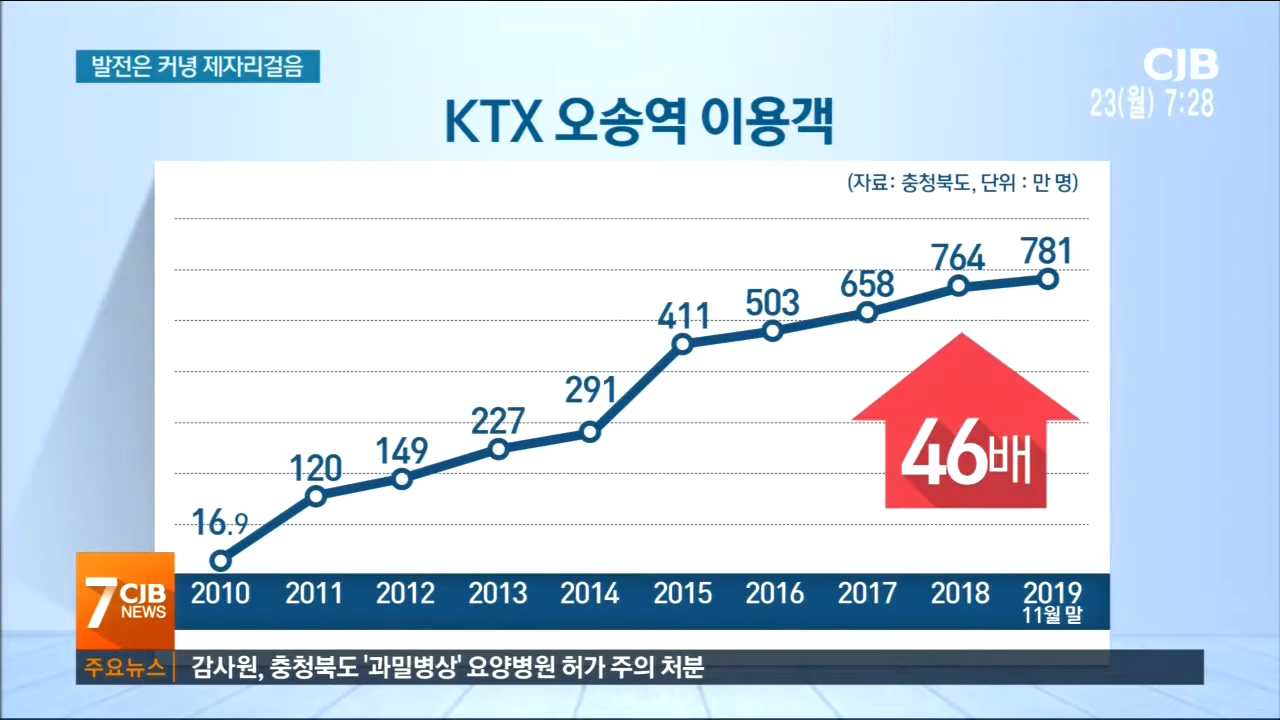 발전은 커녕 제자리걸음
CJB
23(월) 7:28
KTX 오송역 이용객
(자료: 충청북도, 단위 : 만 명)
16.9
120
149
227
291
411
503
658
764
781
46배
2010 2011 2012 2013 2014 2015 2016 2017 2018 2019
11월 말
7 CJB
NEWS
주요뉴스 감사원, 충청북도 '과밀병상' 요양병원 허가 주의 처분